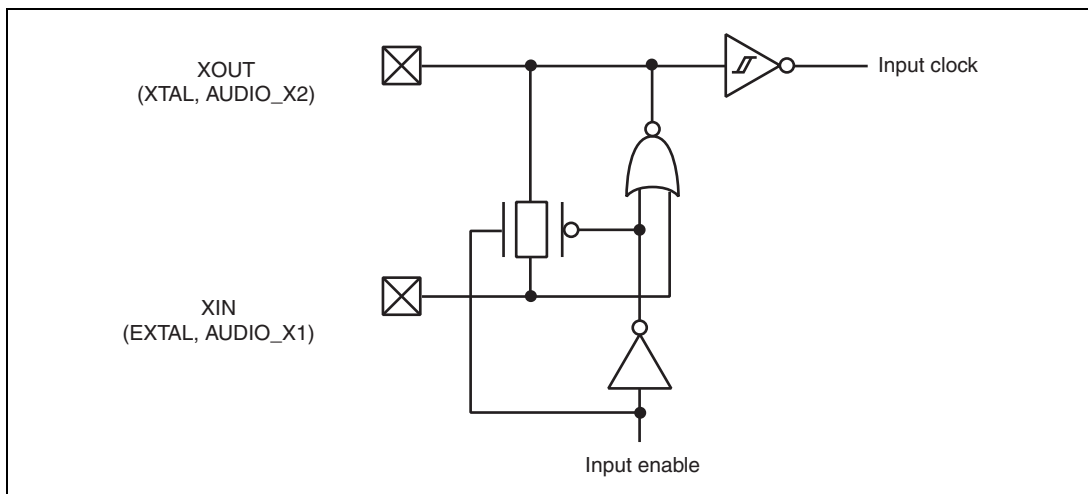 XOUT
(XTAL, AUDIO_X2)
Input clock
XIN
(EXTAL, AUDIO_X1)
Input enable